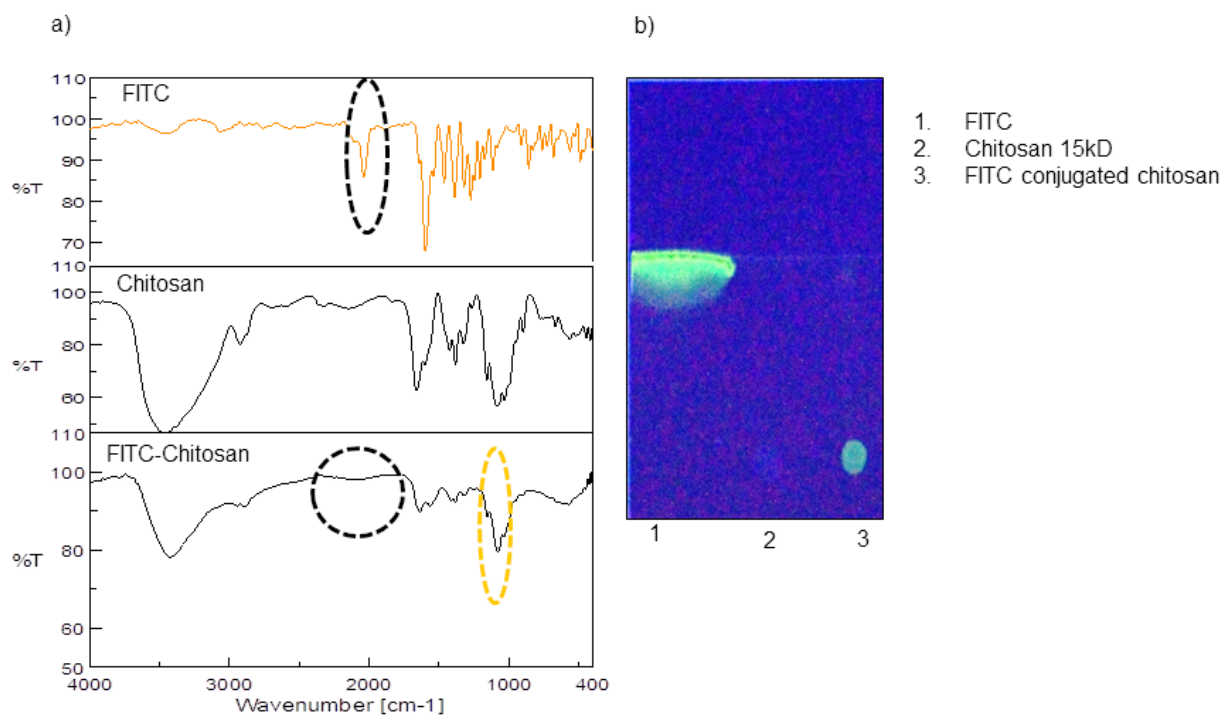 a)
110
FITC
100
90
%T
80
70
110
Chitosan
100
80
%T
60
110
FITC-Chitosan
100
80
%T
60
50
4000 3000 2000 1000 400
Wavenumber [cm-1]
b)
1. FITC
2. Chitosan 15kD
3. FITC conjugated chitosan
1 2 3